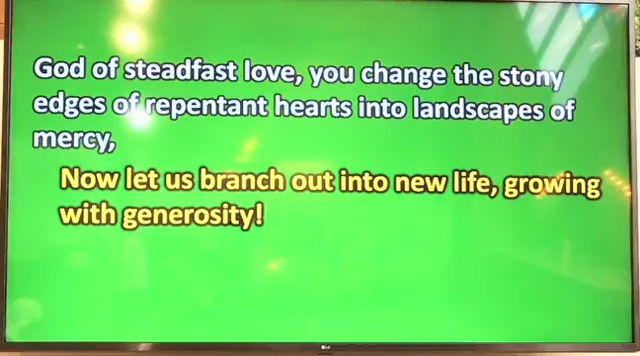 God of steadfast love, you change the stony
edges of repentant hearts into landscapes of
mercy,
Now let us branch out into new life, growing
with generosity!
LG